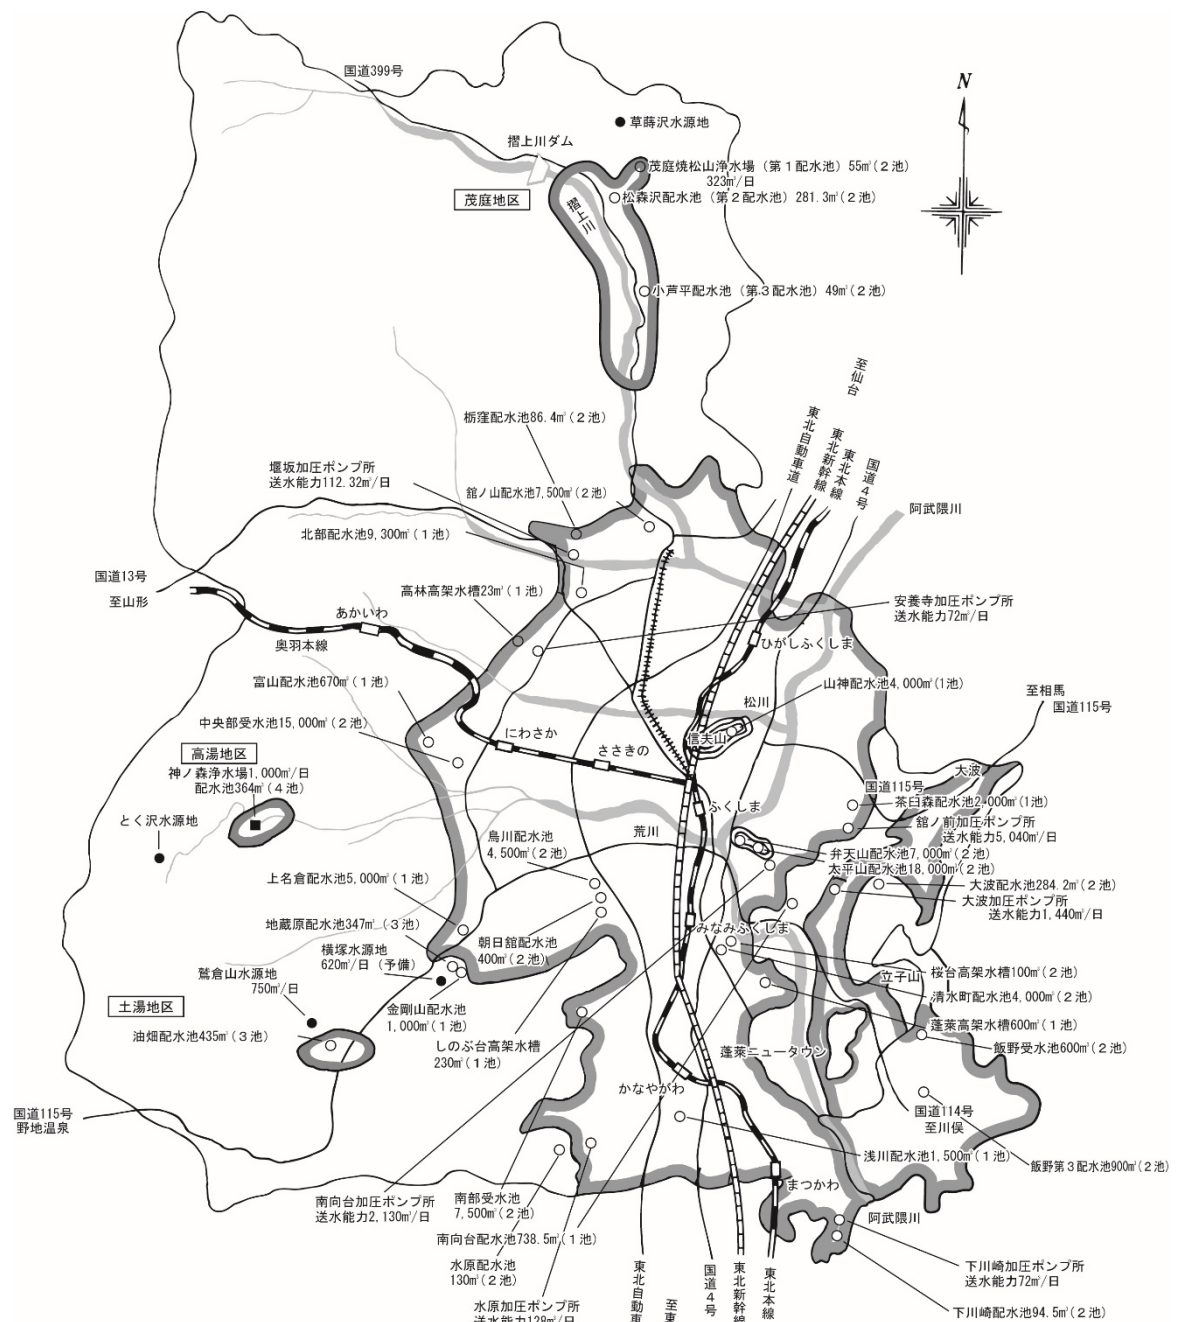 国道399号
N
草蒔沢水源地
摺上川ダム
茂庭焼松山浄水場(第1配水池)55㎥(2池)
323㎥/日
茂庭地区
松森沢配水池(第2配水池)281.3㎥(2池)
摺上川
小芦平配水池(第3配水池)49㎥(2池)
至仙台
東北自動車道
東北新幹線
東北本線
国道4号
栃窪配水池86.4㎥(2池)
堰坂加圧ポンプ所
送水能力112.32㎥/日
舘ノ山配水池7,500㎥(2池)
阿武隈川
北部配水池9,300㎥(1池)
国道13号
至山形
高林高架水槽23㎥(1池)
安養寺加圧ポンプ所
送水能力72㎥/日
あかいわ
奥羽本線
ひがしふくしま
富山配水池670㎥(1池)
山神配水池4,000㎥(1池)
至相馬
国道115号
松川
中央部受水池15,000㎥(2池)
にわさか
信夫山
ささきの
高湯地区
神ノ森浄水場1,000㎥/日
配水池364㎥(4池)
大波
国道115号
茶臼森配水池2,000㎥(1池)
ふくしま
とく沢水源地
荒川
舘ノ前加圧ポンプ所
送水能力5,040㎥/日
烏川配水池
4,500㎥(2池)
弁天山配水池7,000㎥(2池)
太平山配水池18,000㎥(2池)
上名倉配水池5,000㎥(1池)
大波配水池284.2㎥(2池)
大波加圧ポンプ所
送水能力1,440㎥/日
地蔵原配水池347㎥(3池)
みなみふくしま
朝日舘配水池
400㎥(2池)
横塚水源地
620㎥/日(予備)
鷲倉山水源地
750㎥/日
立子山
桜台高架水槽100㎥(2池)
清水町配水池4,000㎥(2池)
土湯地区
金剛山配水池
1,000㎥(1池)
蓬莱高架水槽600㎥(1池)
油畑配水池435㎥(3池)
しのぶ台高架水槽
230㎥(1池)
蓬莱ニュータウン
飯野受水池600㎥(2池)
かなやがわ
国道115号
野地温泉
国道114号
至川俣
浅川配水池1,500㎥(1池)
飯野第3配水池900㎥(2池)
まつかわ
南向台加圧ポンプ所
送水能力2,130㎥/日
南部受水池
7,500㎥(2池)
阿武隈川
南向台配水池738.5㎥(1池)
水原配水池
130㎥(2池)
下川崎加圧ポンプ所
送水能力72㎥/日
水原加圧ポンプ所
送水能力128㎥/日
下川崎配水池94.5㎥(2池)
東北自動車
至東
国道4号
東北新幹線
東北本線